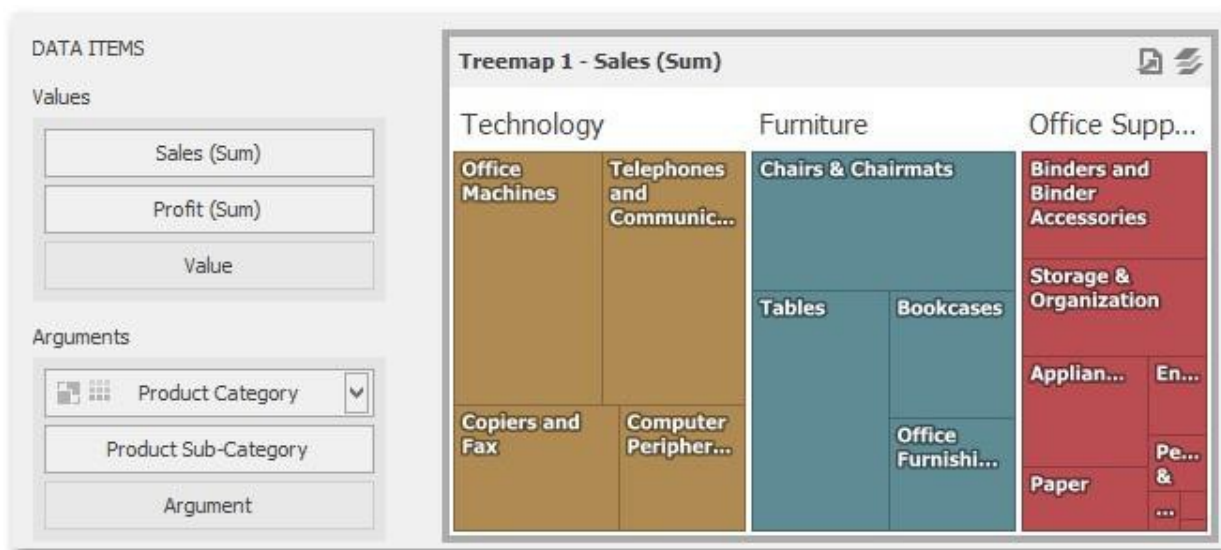 DATA ITEMS
Values
Sales (Sum)
Profit (Sum)
Value
Arguments
Product Category
Product Sub-Category
Argument
Treemap 1 - Sales (Sum)
Technology
Office
Machines
Telephones
and
Communic...
Copiers and
Fax
Computer
Peripher...
Furniture
Chairs & Chairmats
Tables
Bookcases
Office
Furnishi...
Office Supp...
Binders and
Binder
Accessories
Storage &
Organization
Applian...
En...
Paper
Pe...
&
...